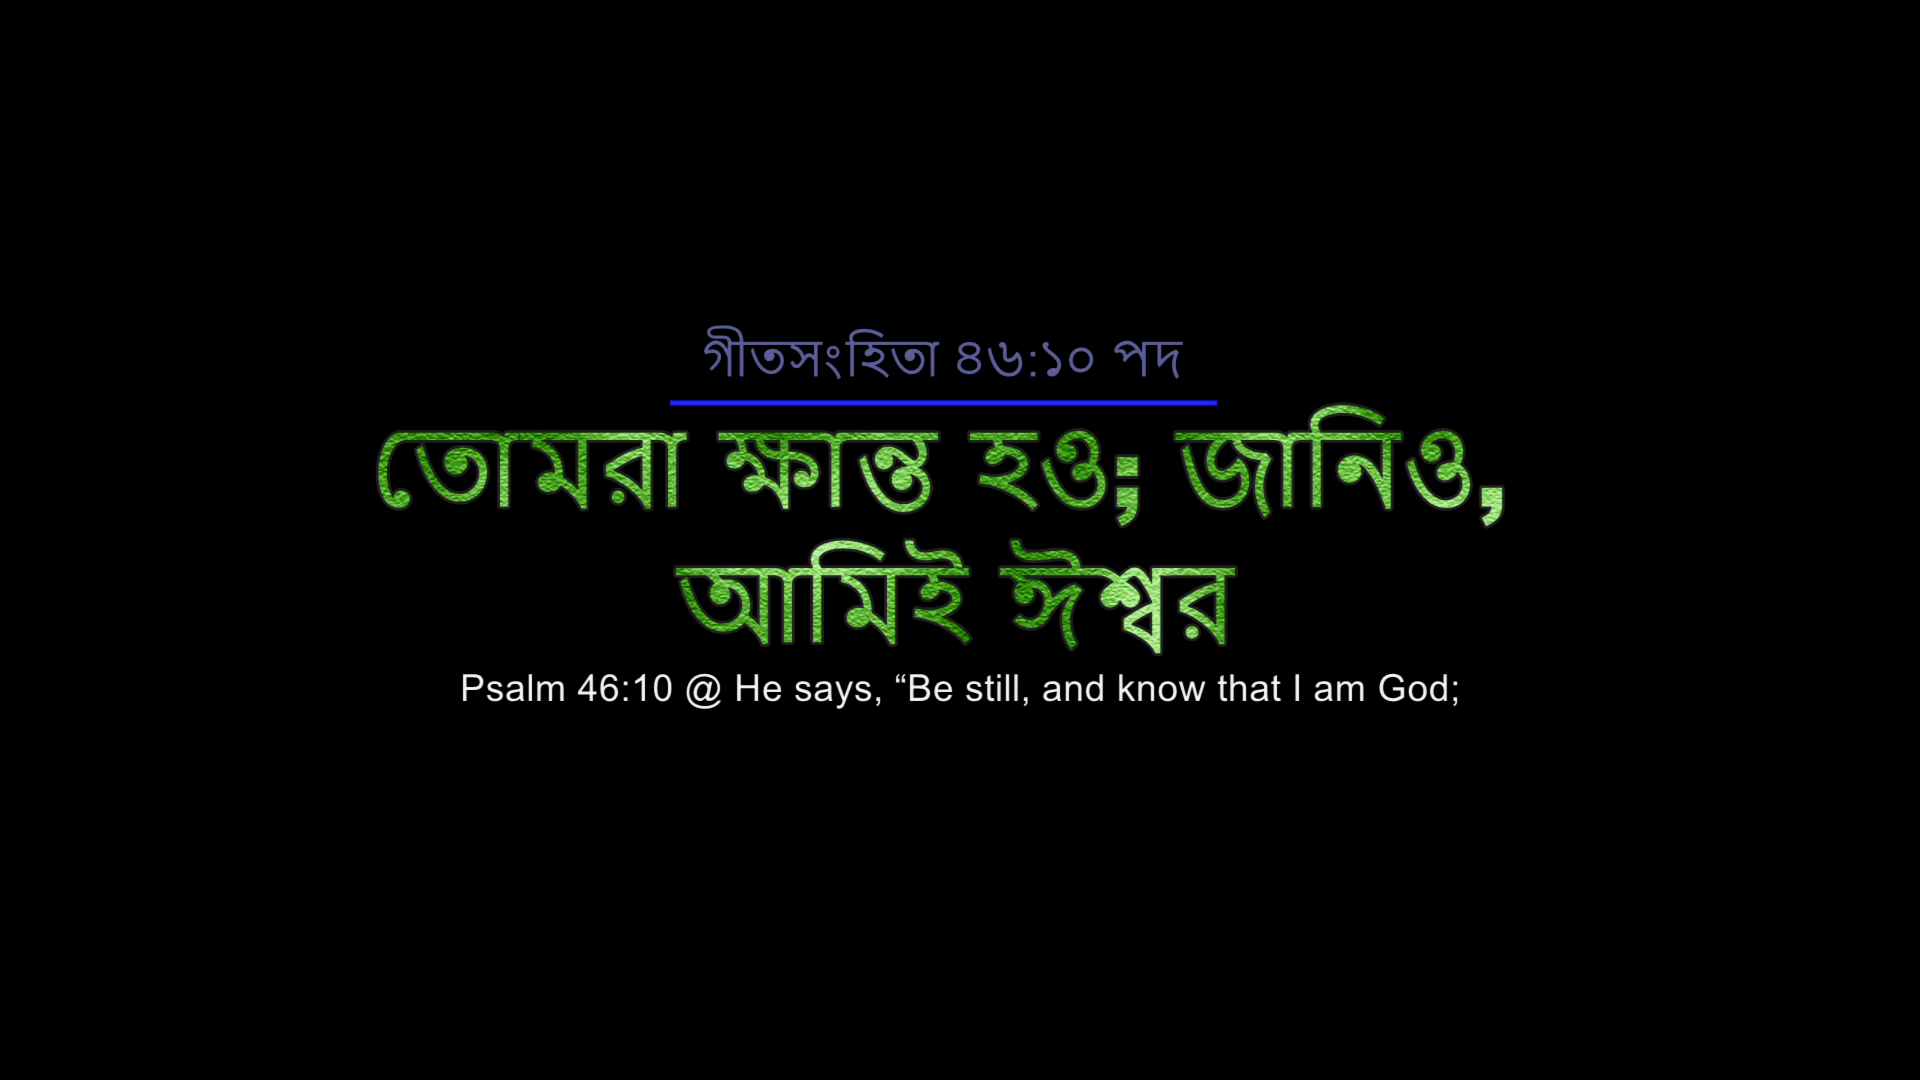 গীতসংহিতা ৪৬:১০ পদ
তোমরা ক্ষান্ত হও; জানিও,
আমিই ঈশ্বর
Psalm 46:10 @ He says, “Be still, and know that I am God;